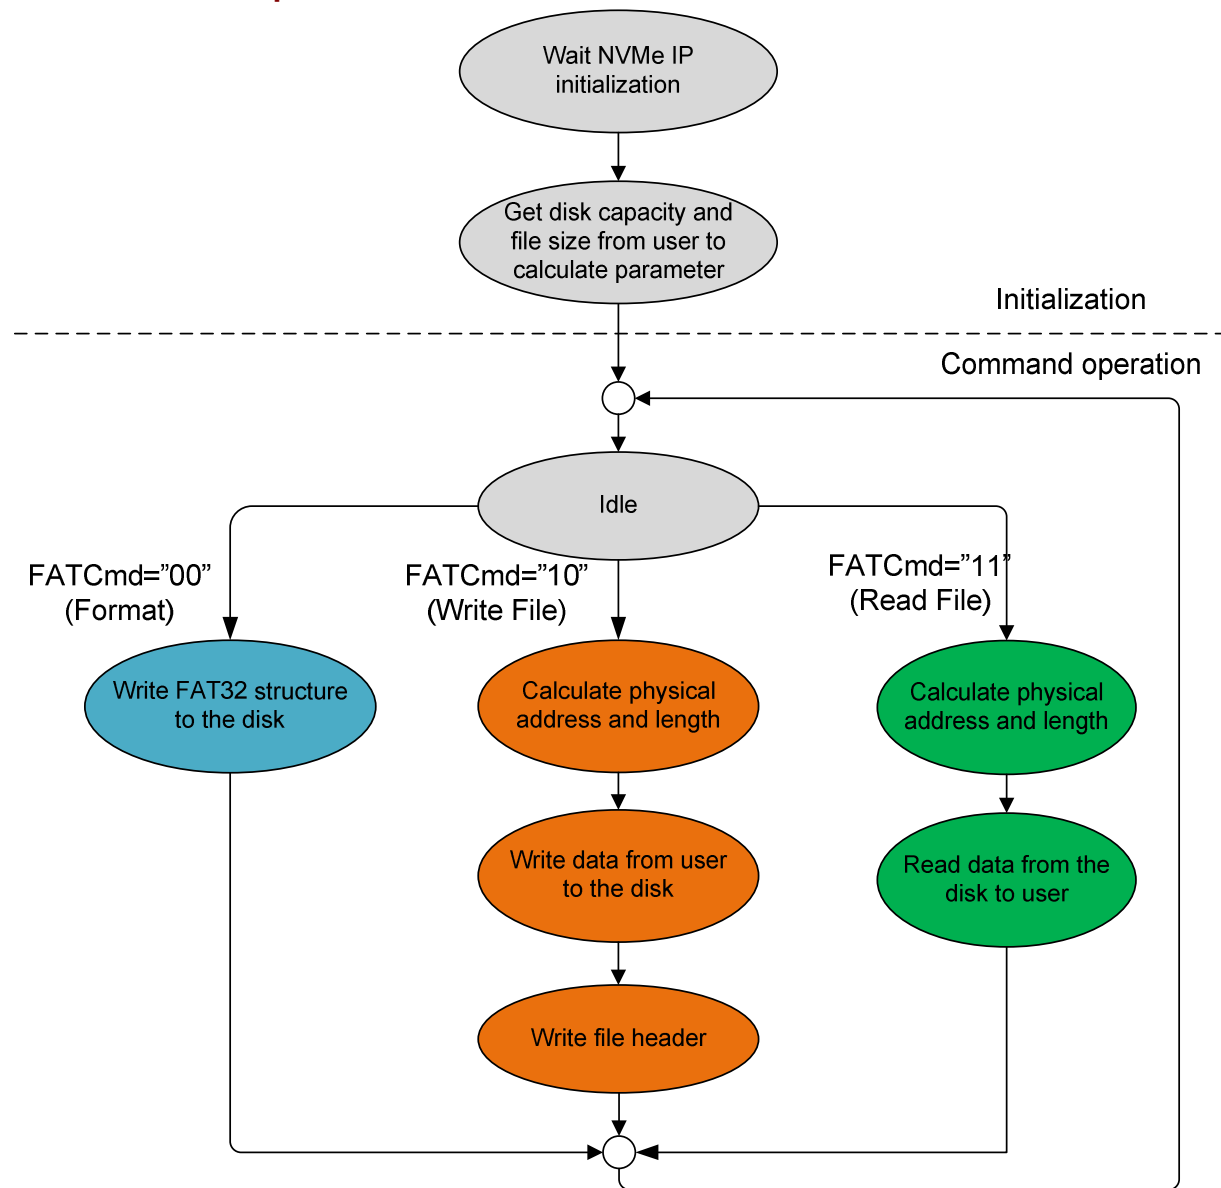 Wait NVMe IP
initialization
Get disk capacity and
file size from user to
calculate parameter
Initialization
Command operation
Idle
FATCmd=”00”
(Format)
FATCmd=”10”
(Write File)
FATCmd=”11”
(Read File)
Write FAT32 structure
to the disk
Calculate physical
address and length
Calculate physical
address and length
Write data from user
to the disk
Read data from the
disk to user
Write file header